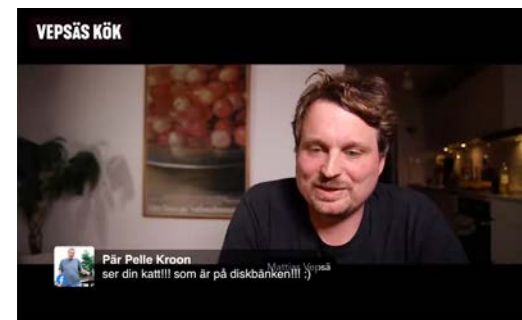 VEPSÄS KÖK
Pär Pelle Kroon
Mattias Vepsä
ser din katt!!! som är på diskbänken!!! :)